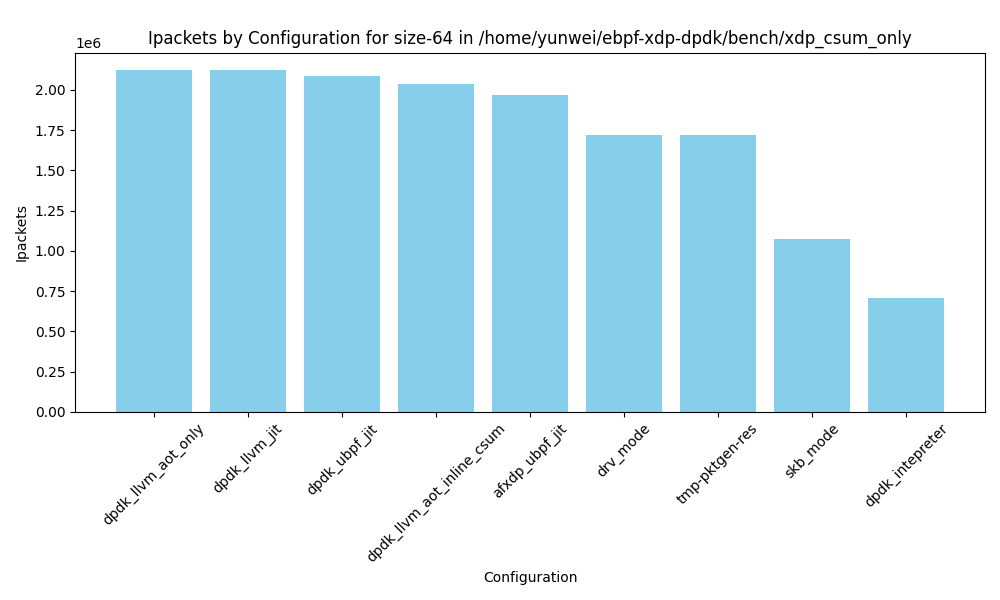 Ipackets by Configuration for size-64 in /home/yunwei/ebpf-xdp-dpdk/bench/xdp_csum_only
1e6
2.00
1.75
1.50
1.25
1.00
0.75
0.50
0.25
0.00
Ipackets
dpdk_llvm_aot_only
dpdk_llvm_jit
dpdk_ubpf_jit
dpdk_llvm_aot_inline_csum
afxdp_ubpf_jit
drv_mode
tmp-pktgen-res
skb_mode
dpdk_intepreter
Configuration